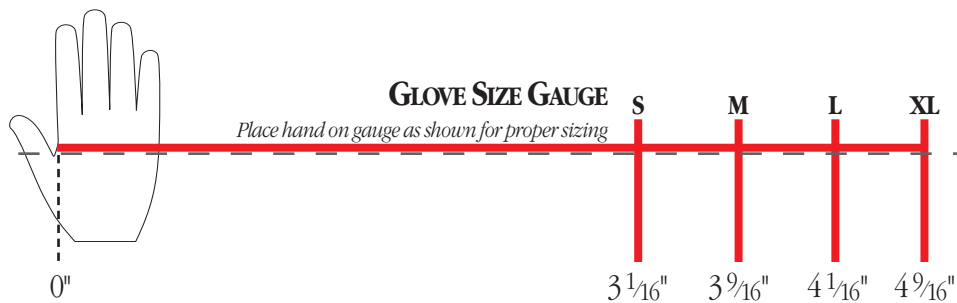 GLOVE SIZE GAUGE
Place hand on gauge as shown for proper sizing
S M L XL
0" 3 1/16" 3 9/16" 4 1/16" 4 9/16"